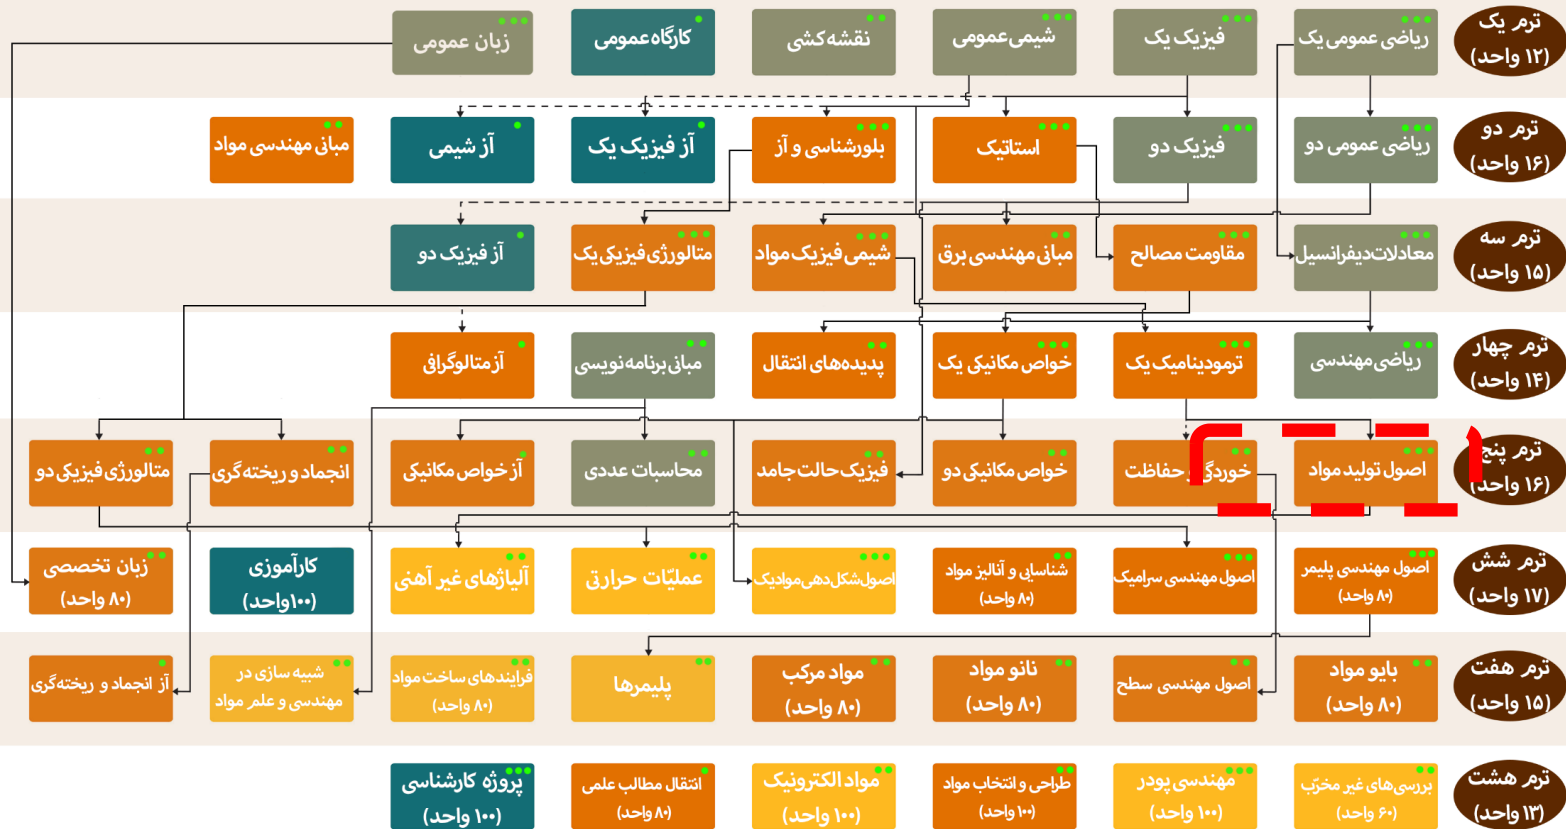 ترم یک
(۱۲ واحد)
ریاضی عمومی یک
فیزیک یک
شیمی عمومی
نقشه کشی
کارگاه عمومی
زبان عمومی
ترم دو
(۱۶ واحد)
ریاضی عمومی دو
فیزیک دو
استاتیک
بلورشناسی و آز
آز فیزیک یک
آز شیمی
مبانی مهندسی مواد
ترم سه
(۱۵ واحد)
معادلات دیفرانسیل
مقاومت مصالح
مبانی مهندسی برق
شیمی فیزیک مواد
متالورژی فیزیکی یک
آز فیزیک دو
ترم چهار
(۱۴ واحد)
ریاضی مهندسی
ترمودینامیک یک
خواص مکانیکی یک
پدیده‌های انتقال
مبانی برنامه نویسی
آز متالوگرافی
ترم پنج
(۱۶ واحد)
اصول تولید مواد
خوردگی و حفاظت
خواص مکانیکی دو
فیزیک حالت جامد
محاسبات عددی
آز خواص مکانیکی
انجماد و ریخته گری
متالورژی فیزیکی دو
ترم شش
(۱۷ واحد)
اصول مهندسی پلیمر
(۸۰ واحد)
اصول مهندسی سرامیک
شناسایی و آنالیز مواد
(۸۰ واحد)
اصول شکل دهی مواد یک
عملیّات حرارتی
آلیاژهای غیر آهنی
کارآموزی
(۱۰۰ واحد)
زبان تخصصی
(۸۰ واحد)
ترم هفت
(۱۵ واحد)
بایو مواد
(۸۰ واحد)
اصول مهندسی سطح
نانو مواد
(۸۰ واحد)
مواد مرکب
(۸۰ واحد)
پلیمرها
فرایندهای ساخت مواد
(۸۰ واحد)
شبیه سازی در
مهندسی و علم مواد
آز انجماد و ریخته‌گری
ترم هشت
(۱۳ واحد)
بررسی‌های غیر مخرّب
(۶۰ واحد)
مهندسی پودر
(۱۰۰ واحد)
طراحی و انتخاب مواد
(۱۰۰ واحد)
مواد الکترونیک
(۱۰۰ واحد)
انتقال مطالب علمی
(۸۰ واحد)
پروژه کارشناسی
(۱۰۰ واحد)